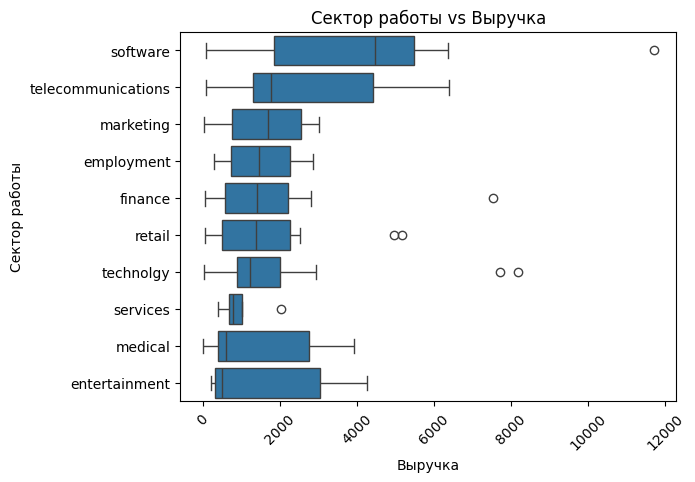 Сектор работы vs Выручка
software
telecommunications
marketing
employment
finance
retail
technolgy
services
medical
entertainment
Сектор работы
0 2000 4000 6000 8000 10000 12000
Выручка